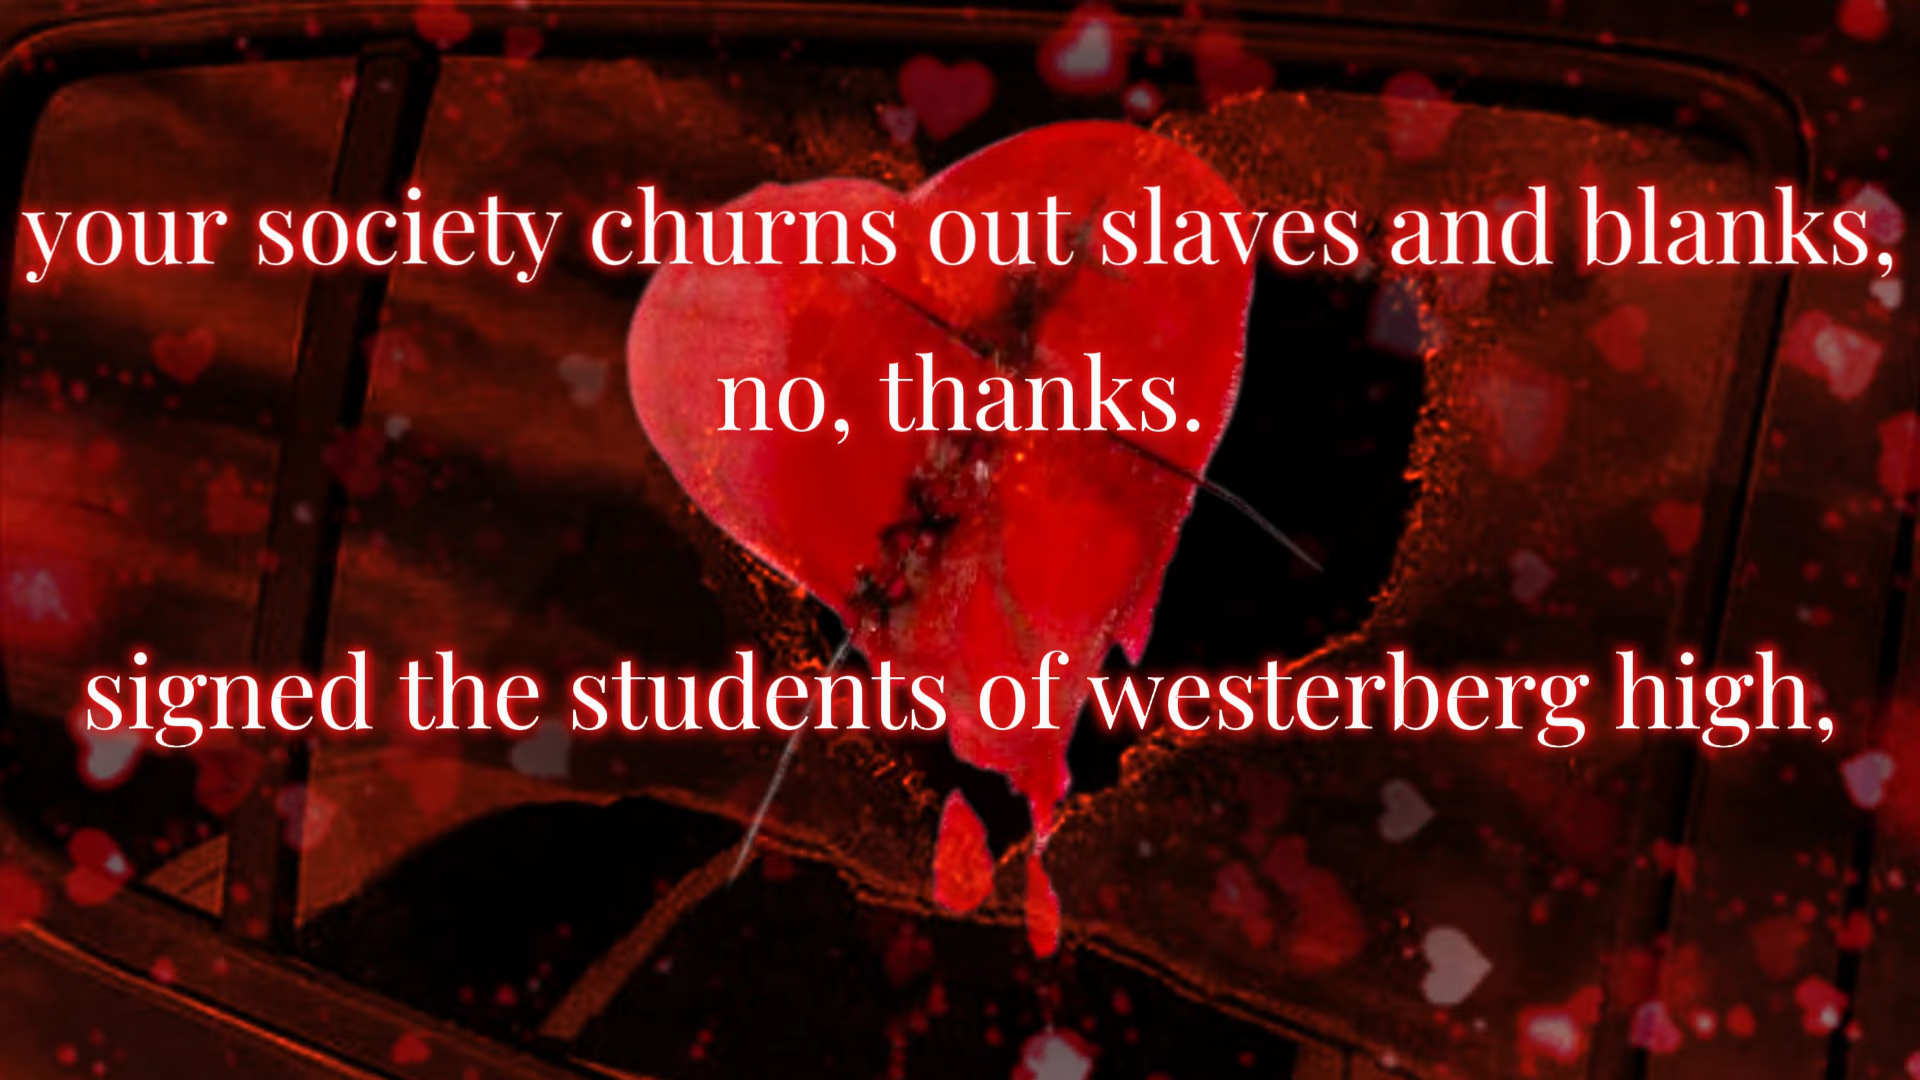 your society churns out slaves and blanks,
no, thanks.
signed the students of westerberg high,